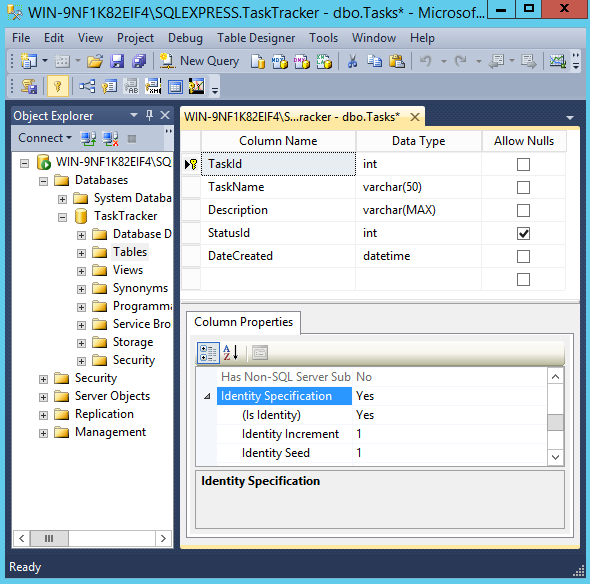 WIN-9NF1K82EIF4\SQLEXPRESS.TaskTracker - dbo.Tasks* - Microsof...
File Edit View Project Debug Table Designer Tools Window Help
New Query
Object Explorer
Connect
WIN-9NF1K82EIF4\SQ
Databases
System Databa
TaskTracker
Database D
Tables
Views
Synonyms
Programma
Service Bro
Storage
Security
Security
Server Objects
Replication
Management
WIN-9NF1K82EIF4\S...racker - dbo.Tasks*
Column Name Data Type Allow Nulls
TaskId int
TaskName varchar(50)
Description varchar(MAX)
StatusId int
DateCreated datetime
Column Properties
Has Non-SQL Server Sub No
Identity Specification Yes
(Is Identity) Yes
Identity Increment 1
Identity Seed 1
Identity Specification
Ready